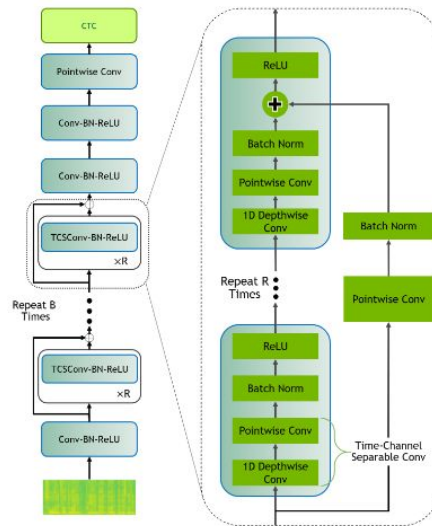 CTC
Pointwise Conv
Conv-BN-ReLU
Conv-BN-ReLU
TCSConv-BN-ReLU
×R
Repeat B
Times
TCSConv-BN-ReLU
×R
Conv-BN-ReLU
ReLU
+
Batch Norm
Pointwise Conv
1D Depthwise
Conv
Batch Norm
Pointwise Conv
Repeat R
Times
ReLU
Batch Norm
Pointwise Conv
1D Depthwise
Conv
Time-Channel
Separable Conv